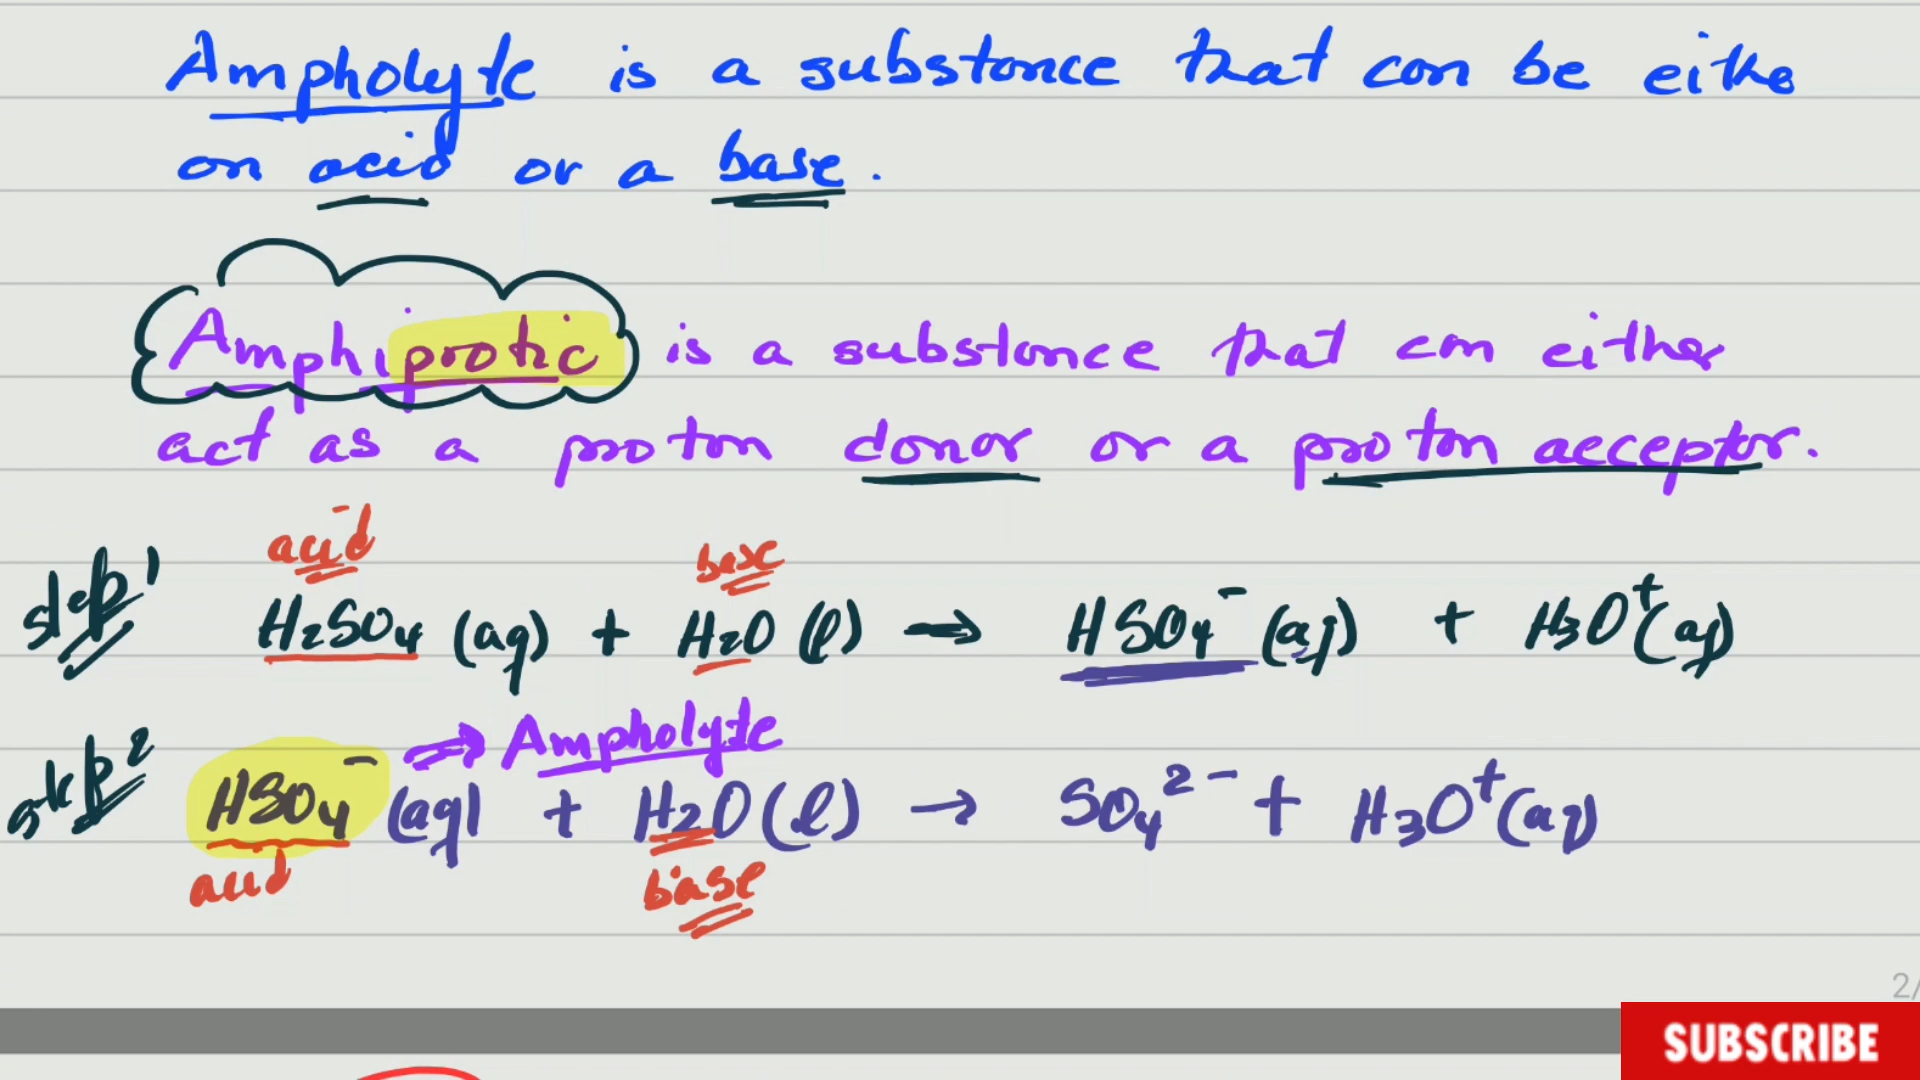 Ampholyte is a substance that can be either
an acid or a base.
Amphiprotic is a substance that can either
act as a proton donor or a proton acceptor.
acid base
step 1 H₂SO₄ (aq) + H₂O (l) → HSO₄⁻ (aq) + H₃O⁺ (aq)
⇒ Ampholyte
step 2 HSO₄⁻ (aq) + H₂O (l) → SO₄²⁻ + H₃O⁺ (aq)
acid base
2/
SUBSCRIBE